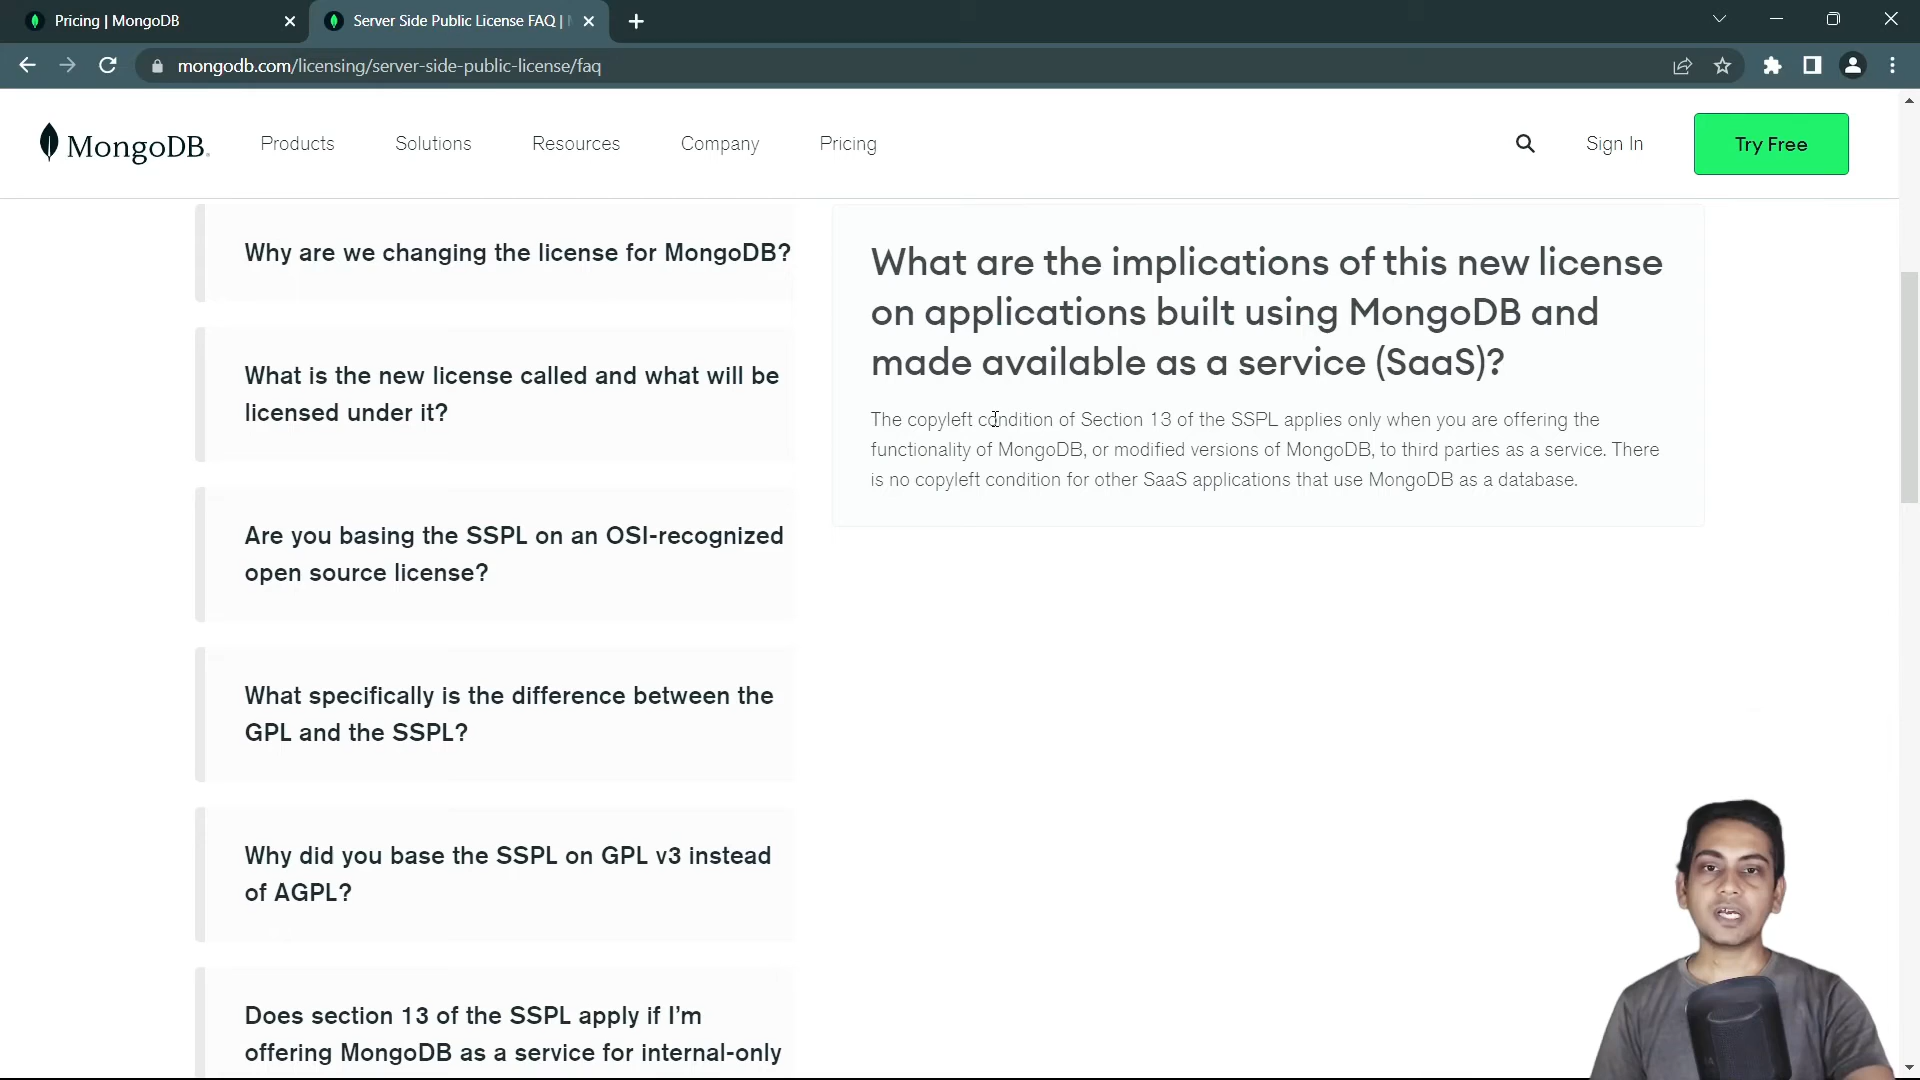 Pricing | MongoDB
Server Side Public License FAQ |
mongodb.com/licensing/server-side-public-license/faq
MongoDB.
Products
Solutions
Resources
Company
Pricing
Sign In
Try Free
Why are we changing the license for MongoDB?
What is the new license called and what will be
licensed under it?
Are you basing the SSPL on an OSI-recognized
open source license?
What specifically is the difference between the
GPL and the SSPL?
Why did you base the SSPL on GPL v3 instead
of AGPL?
Does section 13 of the SSPL apply if I’m
offering MongoDB as a service for internal-only
What are the implications of this new license
on applications built using MongoDB and
made available as a service (SaaS)?
The copyleft condition of Section 13 of the SSPL applies only when you are offering the
functionality of MongoDB, or modified versions of MongoDB, to third parties as a service. There
is no copyleft condition for other SaaS applications that use MongoDB as a database.